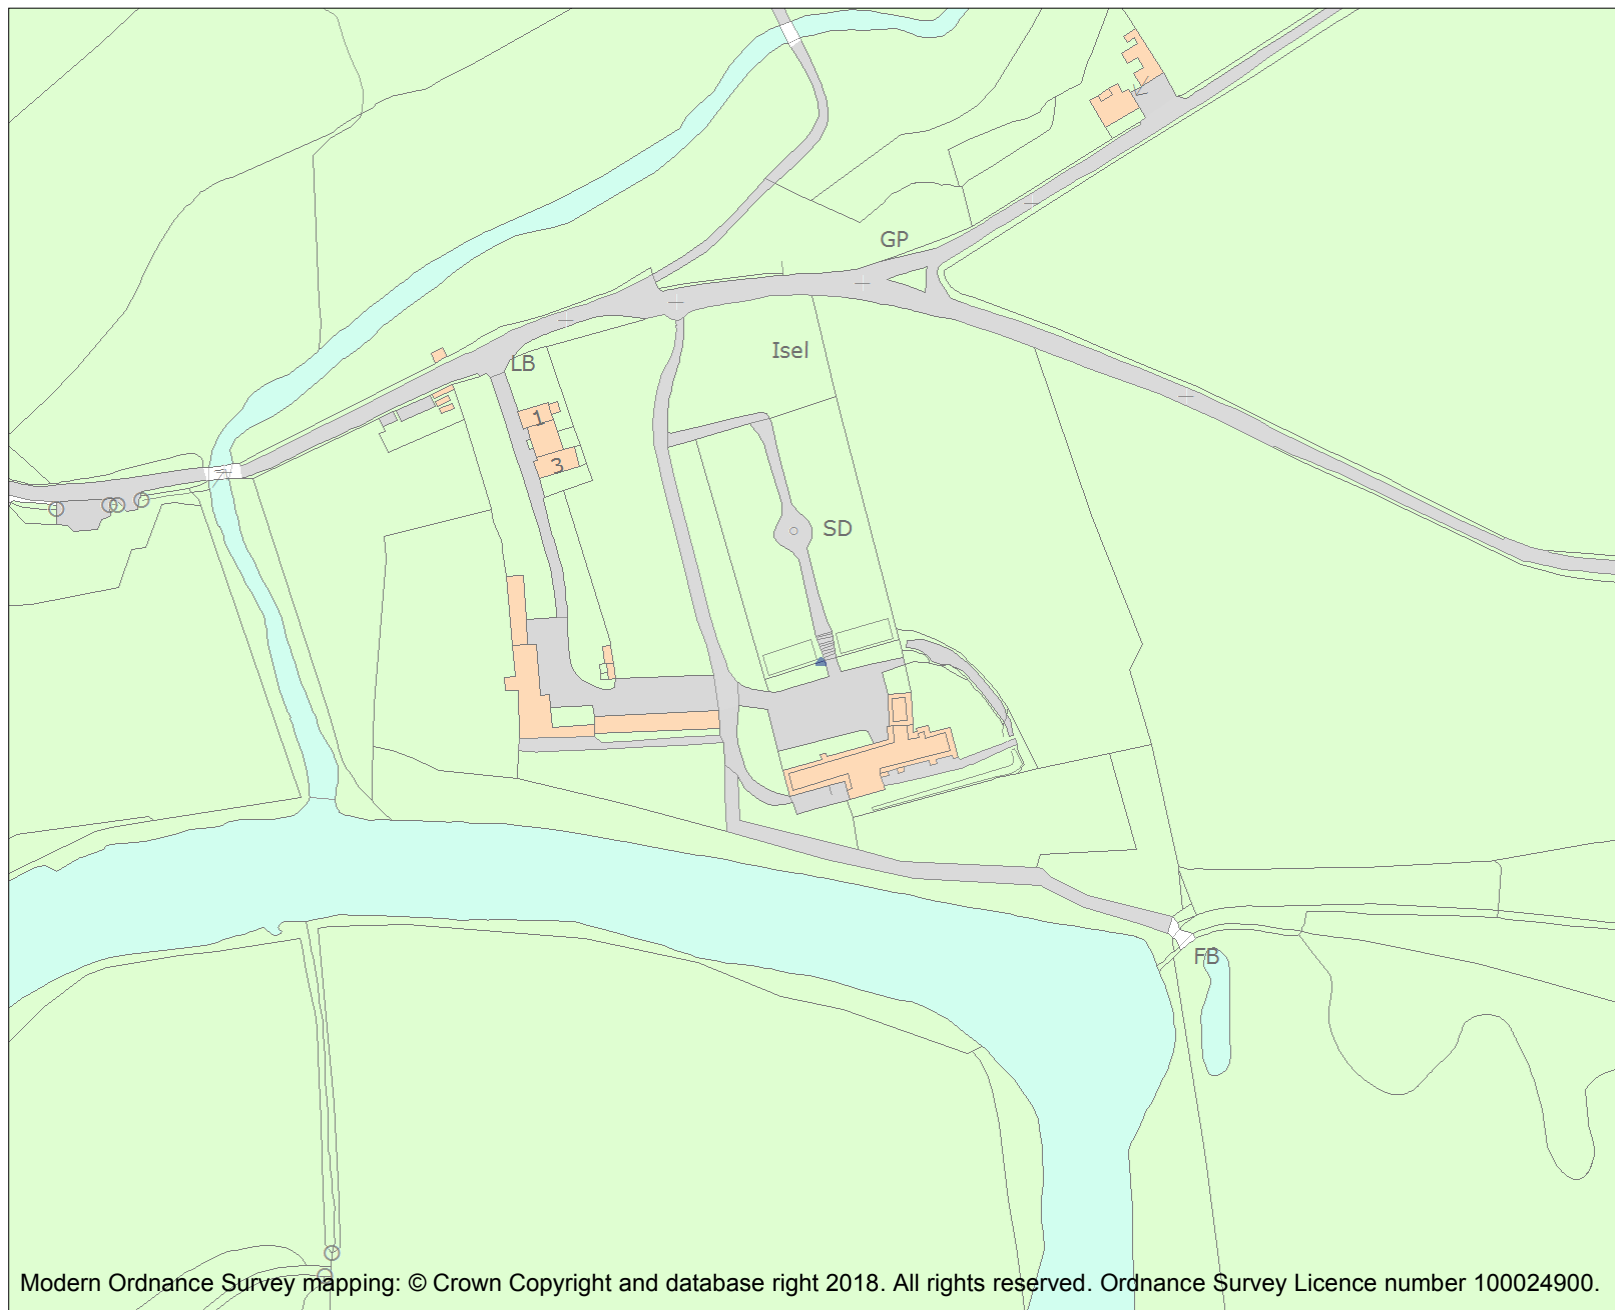 GP
Isel
LB
1
3
SD
FB
Modern Ordnance Survey mapping: © Crown Copyright and database right 2018. All rights reserved. Ordnance Survey Licence number 100024900.